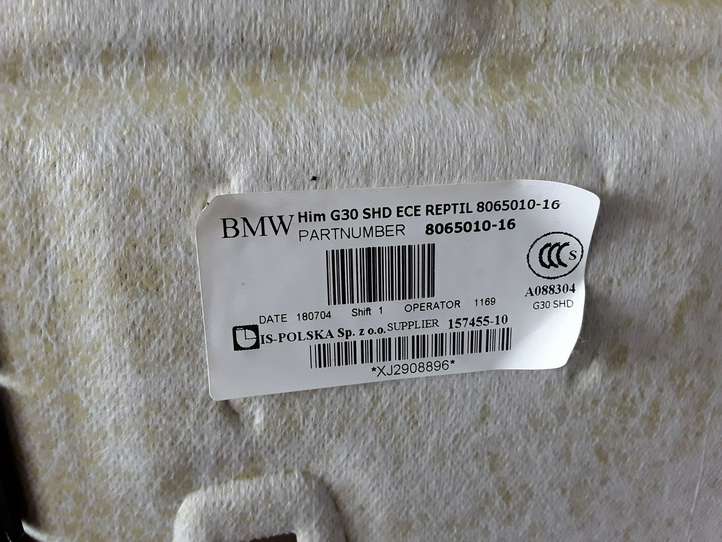 BMW Him G30 SHD ECE REPTIL 8065010-16
PARTNUMBER 8065010-16
CCC S
A088304
G30 SHD
DATE 180704 Shift 1 OPERATOR 1169
IS-POLSKA Sp. z o.o. SUPPLIER 157455-10
*XJ2908896*